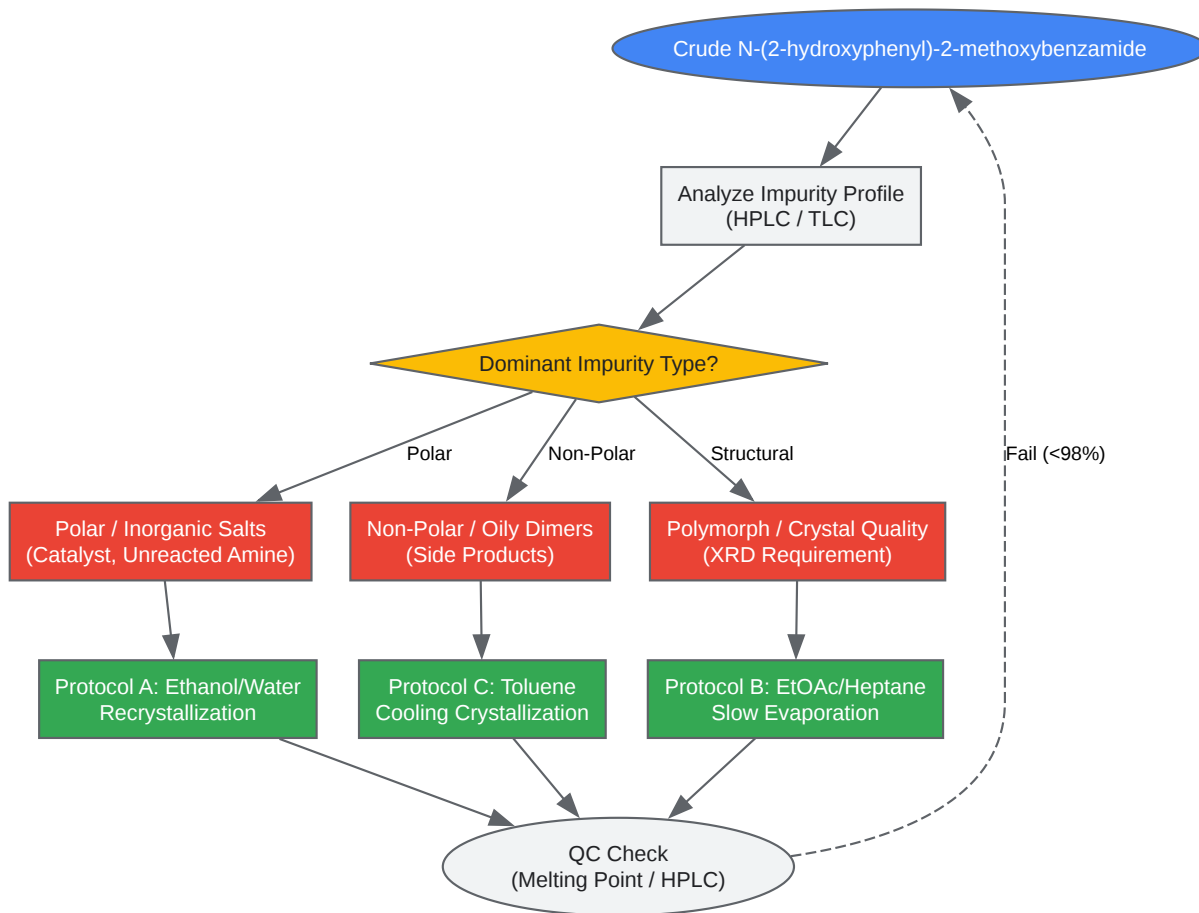 Crude N-(2-hydroxyphenyl)-2-methoxybenzamide
Analyze Impurity Profile
(HPLC / TLC)
Dominant Impurity Type?
Polar
Non-Polar
Structural
Fail (<98%)
Polar / Inorganic Salts
(Catalyst, Unreacted Amine)
Non-Polar / Oily Dimers
(Side Products)
Polymorph / Crystal Quality
(XRD Requirement)
Protocol A: Ethanol/Water
Recrystallization
Protocol C: Toluene
Cooling Crystallization
Protocol B: EtOAc/Heptane
Slow Evaporation
QC Check
(Melting Point / HPLC)